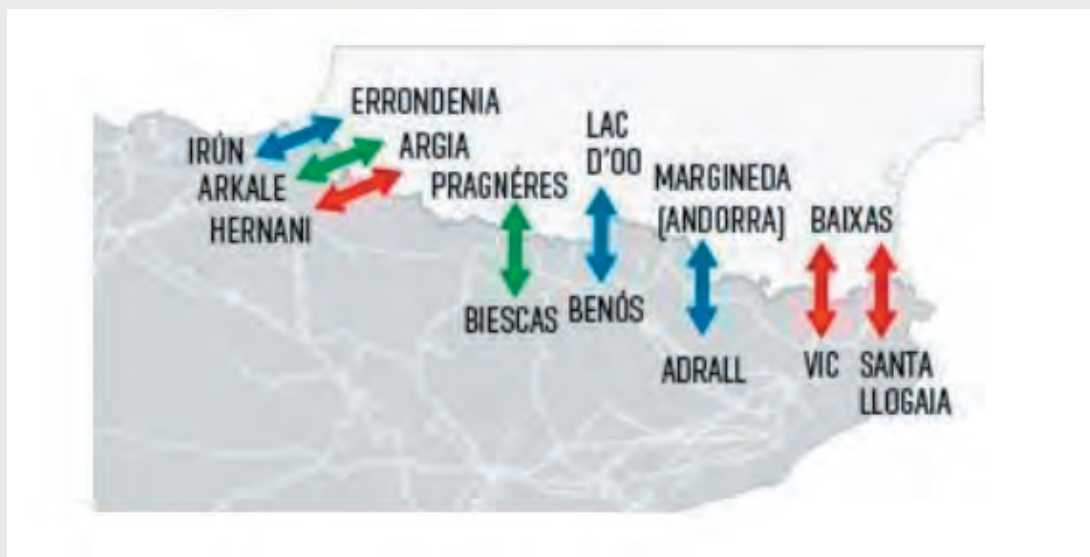 ERRONDENIA
IRÚN
ARGIA
ARKALE
HERNANI
PRAGNÉRES
BIESCAS
LAC
D'OO
BENÓS
MARGINEDA
(ANDORRA)
ADRALL
BAIXAS
VIC
SANTA
LLOGAIA